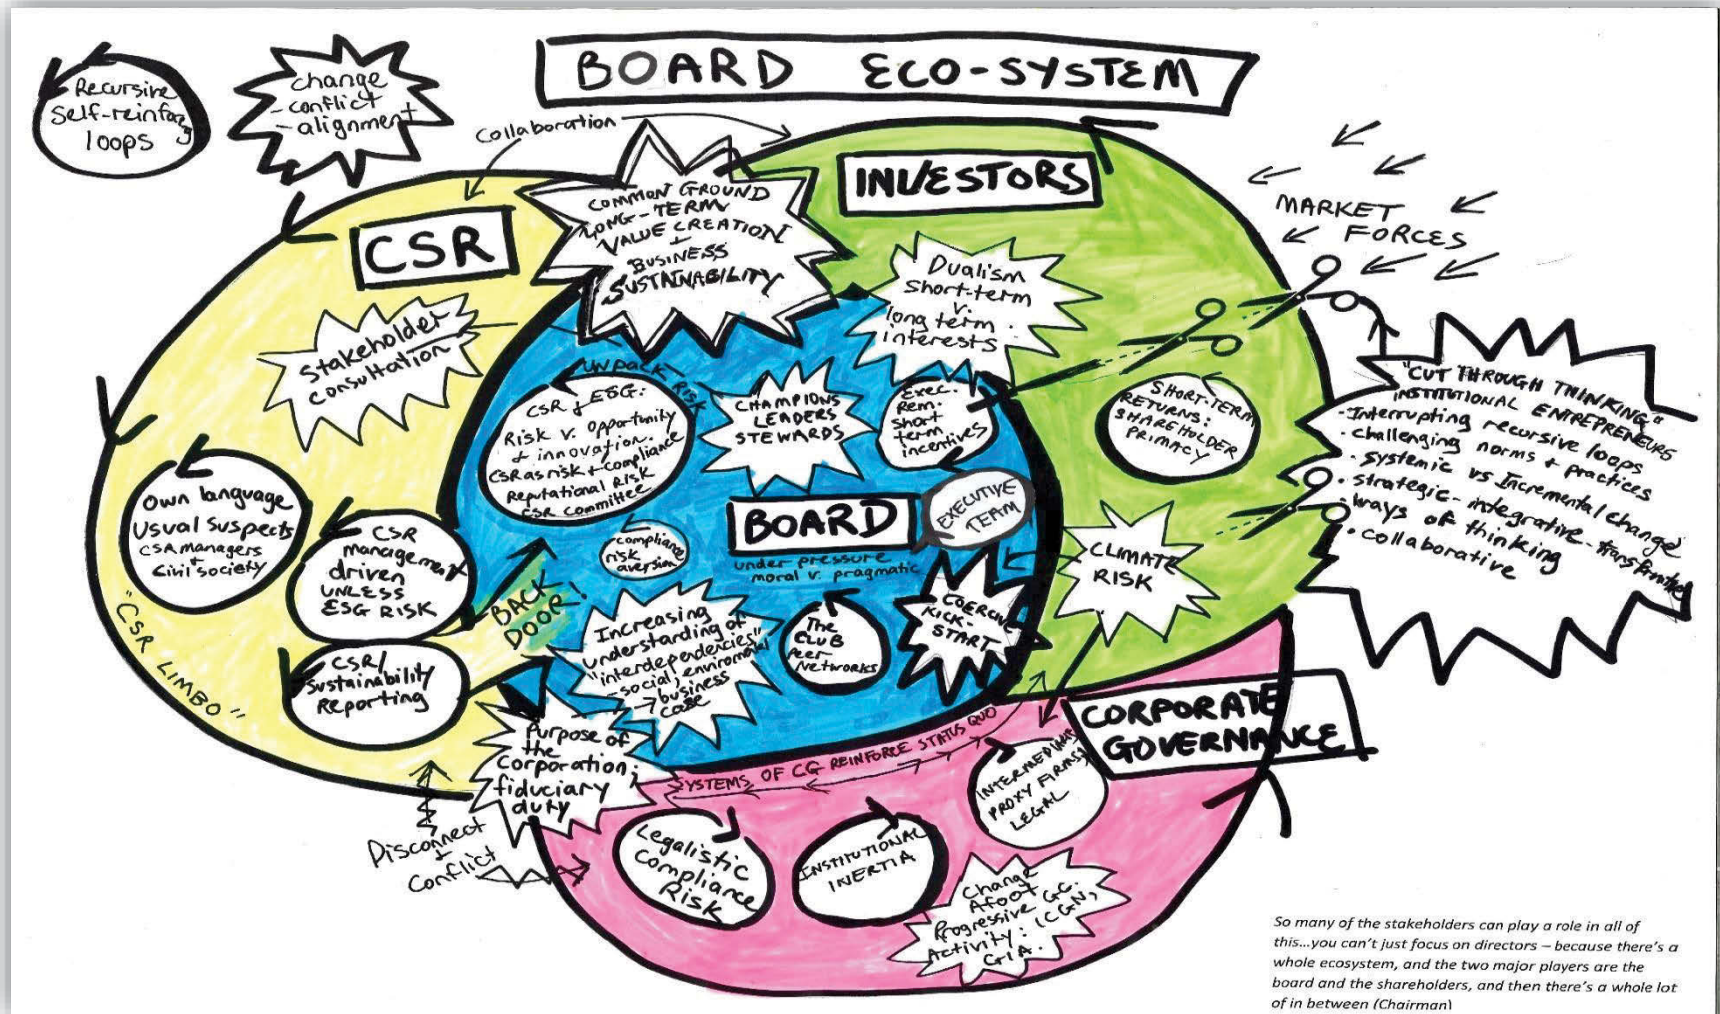 BOARD ECO-SYSTEM
Recursive
Self-reinforcing
loops
change
- conflict
- alignment
Collaboration
COMMON GROUND
LONG-TERM
VALUE CREATION
+
BUSINESS
SUSTAINABILITY
INVESTORS
MARKET
FORCES
CSR
Stakeholder
consultation
Dualism
Short-term
v.
long term
interests
UNPACK RISK
CSR & ESG:
Risk v. opportunity
+ innovation.
CSR as risk + compliance
Reputational Risk
CSR Committee
CHAMPIONS
LEADERS
STEWARDS
Exec.
Rem.
Short
term
incentives
SHORT-TERM
RETURNS:
SHAREHOLDER
PRIMACY
"CUT THROUGH THINKING"
INSTITUTIONAL ENTREPRENEURS
- Interrupting recursive loops
- challenging norms + practices
- systemic vs Incremental change
• strategic - integrative -
- ways of thinking
• collaborative
Own language
Usual Suspects
CSR Managers
+
Civil society
CSR
management
driven
UNLESS
ESG RISK
CSR/
Sustainability
Reporting
"CSR LIMBO"
BACK
DOOR!
compliance
risk
aversion
BOARD
under pressure
moral v. pragmatic
EXECUTIVE
TEAM
CLIMATE
RISK
Increasing
understanding of
"interdependencies"
- social, enviromental
→ business
case
The
CLUB
Peer
Networks
COERCIVE
KICK-
START
Purpose of
the
Corporation;
fiduciary
duty
SYSTEMS OF CG REINFORCE STATUS QUO
CORPORATE
GOVERNANCE
Disconnect
+
Conflict
Legalistic
Compliance
Risk
INSTITUTIONAL
INERTIA
PROXY FIRMS,
LEGAL
Change
Afoot
Progressive GC.
Activity: ICGN,
GIA.
So many of the stakeholders can play a role in all of
this...you can't just focus on directors – because there's a
whole ecosystem, and the two major players are the
board and the shareholders, and then there's a whole lot
of in between (Chairman)